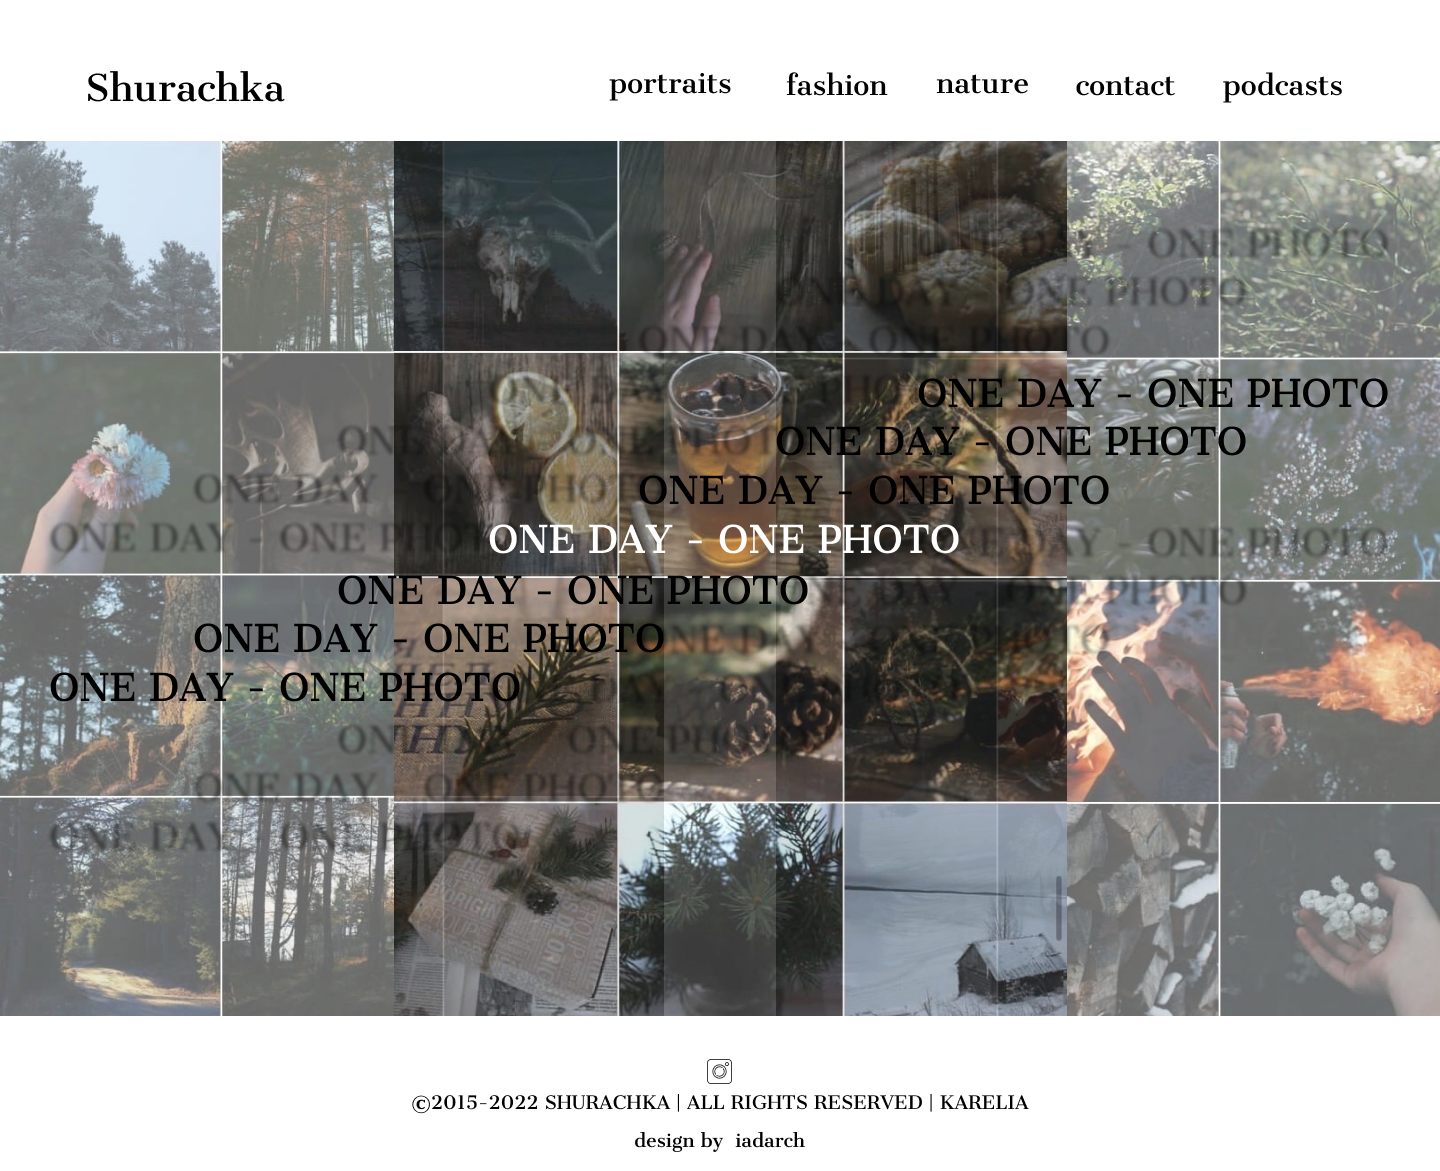 Shurachka
portraits fashion nature contact podcasts
ONE DAY - ONE PHOTO
ONE DAY - ONE PHOTO
ONE DAY - ONE PHOTO
ONE DAY - ONE PHOTO
ONE DAY - ONE PHOTO
ONE DAY - ONE PHOTO
ONE DAY - ONE PHOTO
©2015-2022 SHURACHKA | ALL RIGHTS RESERVED | KARELIA
design by iadarch